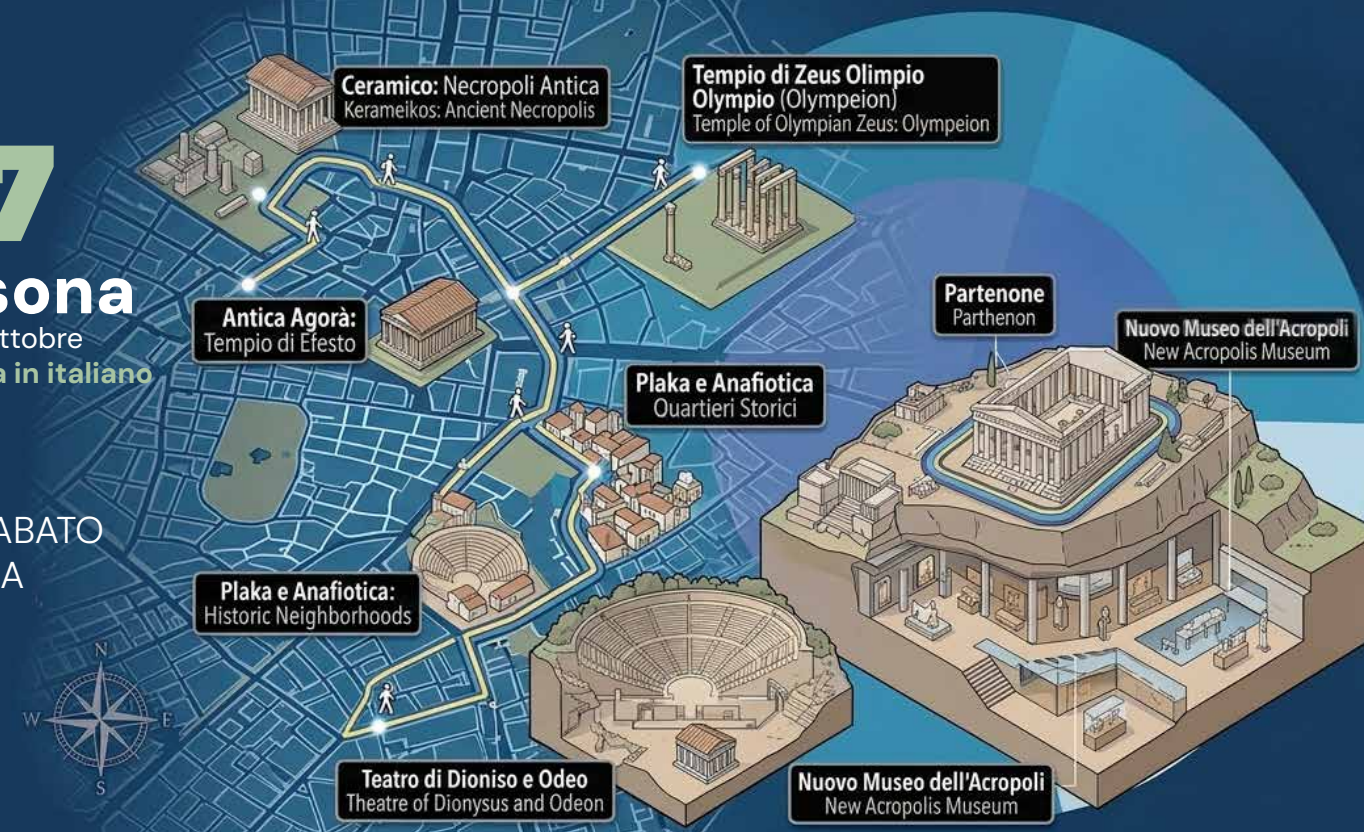 Ceramico: Necropoli Antica
Kerameikos: Ancient Necropolis
Tempio di Zeus Olimpio
Olympio (Olympeion)
Temple of Olympian Zeus: Olympeion
7
sona
ttobre
a in italiano
Antica Agorà:
Tempio di Efesto
Partenone
Parthenon
Nuovo Museo dell'Acropoli
New Acropolis Museum
Plaka e Anafiotica
Quartieri Storici
ABATO
A
Plaka e Anafiotica:
Historic Neighborhoods
N
W
E
S
Teatro di Dioniso e Odeo
Theatre of Dionysus and Odeon
Nuovo Museo dell'Acropoli
New Acropolis Museum